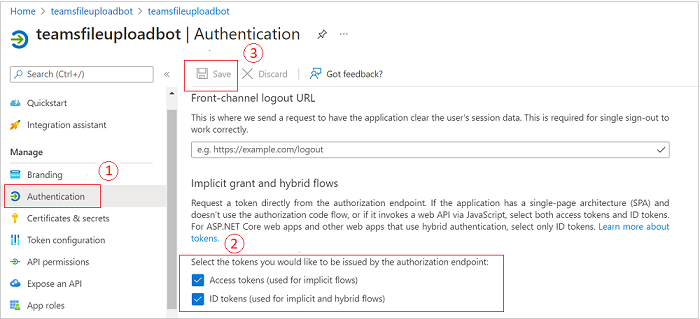 Home > teamsfileuploadbot > teamsfileuploadbot
teamsfileuploadbot | Authentication
3
Search (Ctrl+/)
Save Discard Got feedback?
Quickstart
Integration assistant
Manage
1
Branding
Authentication
Certificates & secrets
Token configuration
API permissions
Expose an API
App roles
Front-channel logout URL
This is where we send a request to have the application clear the user's session data. This is required for single sign-out to
work correctly.
e.g. https://example.com/logout
Implicit grant and hybrid flows
Request a token directly from the authorization endpoint. If the application has a single-page architecture (SPA) and
doesn't use the authorization code flow, or if it invokes a web API via JavaScript, select both access tokens and ID tokens.
For ASP.NET Core web apps and other web apps that use hybrid authentication, select only ID tokens. Learn more about
tokens.
2
Select the tokens you would like to be issued by the authorization endpoint:
Access tokens (used for implicit flows)
ID tokens (used for implicit and hybrid flows)